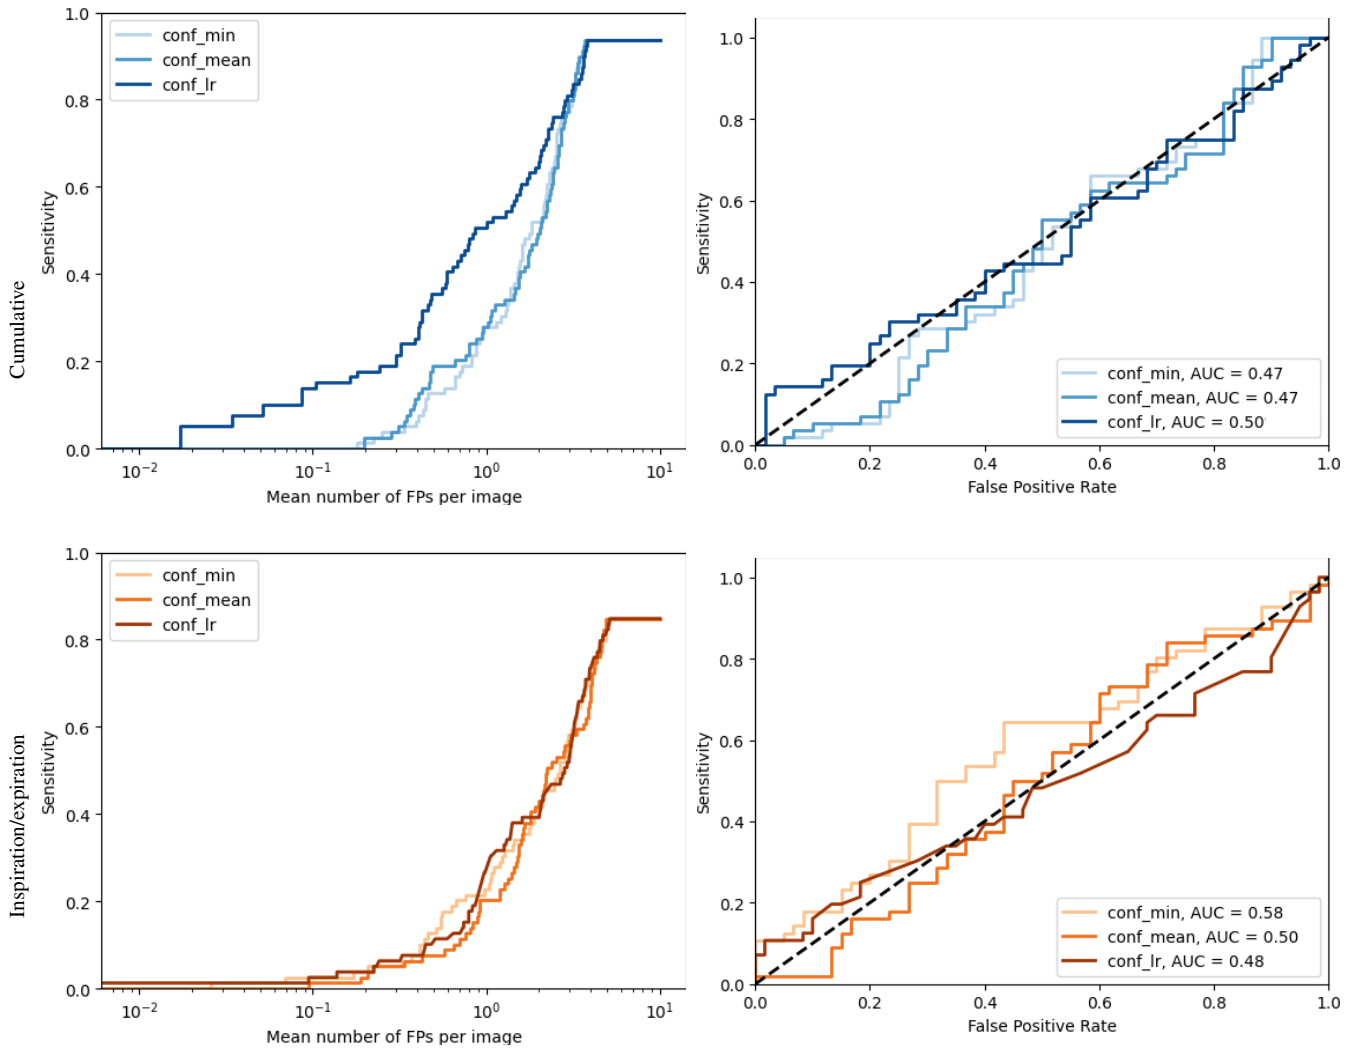 Cumulative
Sensitivity
1.0
0.8
0.6
0.4
0.2
0.0
conf_min
conf_mean
conf_lr
10⁻²
10⁻¹
10⁰
10¹
Mean number of FPs per image
Sensitivity
1.0
0.8
0.6
0.4
0.2
0.0
conf_min, AUC = 0.47
conf_mean, AUC = 0.47
conf_lr, AUC = 0.50
0.0
0.2
0.4
0.6
0.8
1.0
False Positive Rate
Inspiration/expiration
Sensitivity
1.0
0.8
0.6
0.4
0.2
0.0
conf_min
conf_mean
conf_lr
10⁻²
10⁻¹
10⁰
10¹
Mean number of FPs per image
Sensitivity
1.0
0.8
0.6
0.4
0.2
0.0
conf_min, AUC = 0.58
conf_mean, AUC = 0.50
conf_lr, AUC = 0.48
0.0
0.2
0.4
0.6
0.8
1.0
False Positive Rate